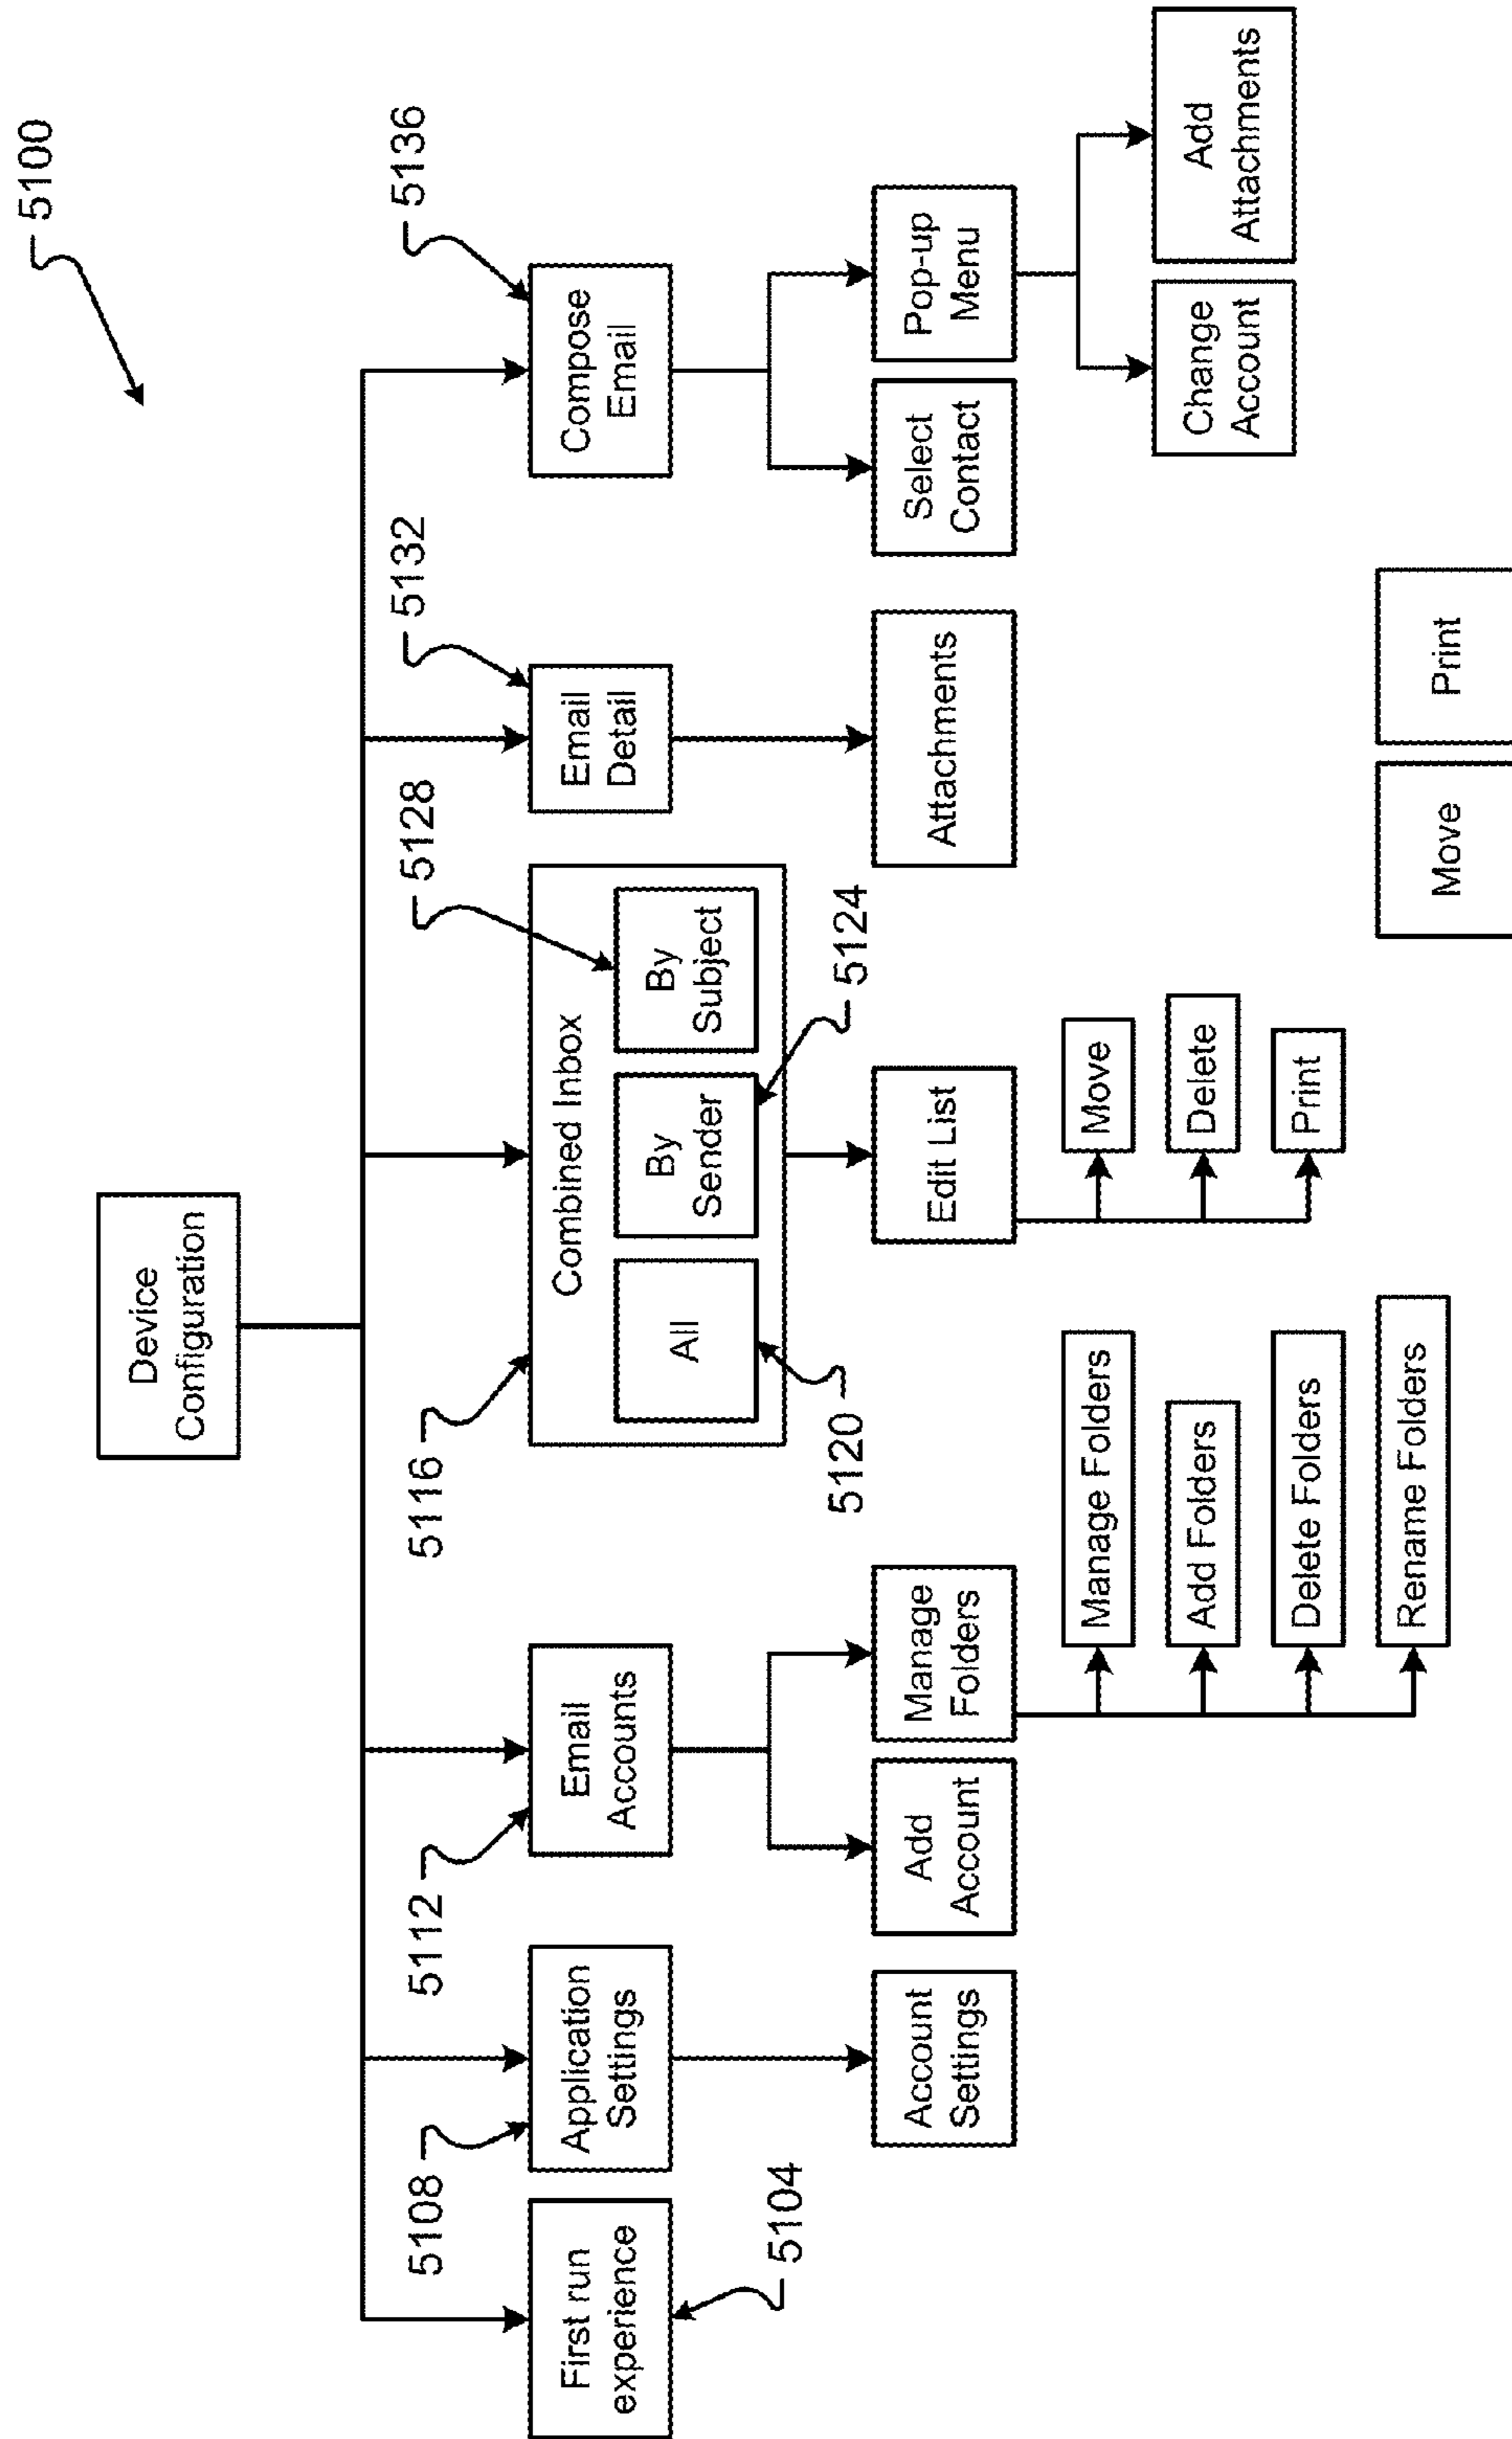 5100
Device
Configuration
5108
5112
5116
5128
5132
5136
First run
experience
Application
Settings
Email
Accounts
Combined Inbox
All
By
Sender
By
Subject
Email
Detail
Compose
Email
5104
5120
5124
Account
Settings
Add
Account
Manage
Folders
Edit List
Attachments
Select
Contact
Pop-up
Menu
Manage Folders
Add Folders
Delete Folders
Rename Folders
Move
Delete
Print
Change
Account
Add
Attachments
Move
Print